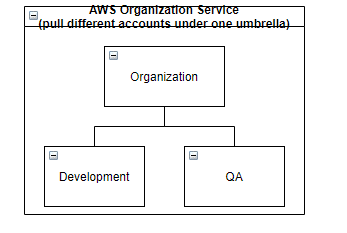 AWS Organization Service
(pull different accounts under one umbrella)
Organization
Development
QA